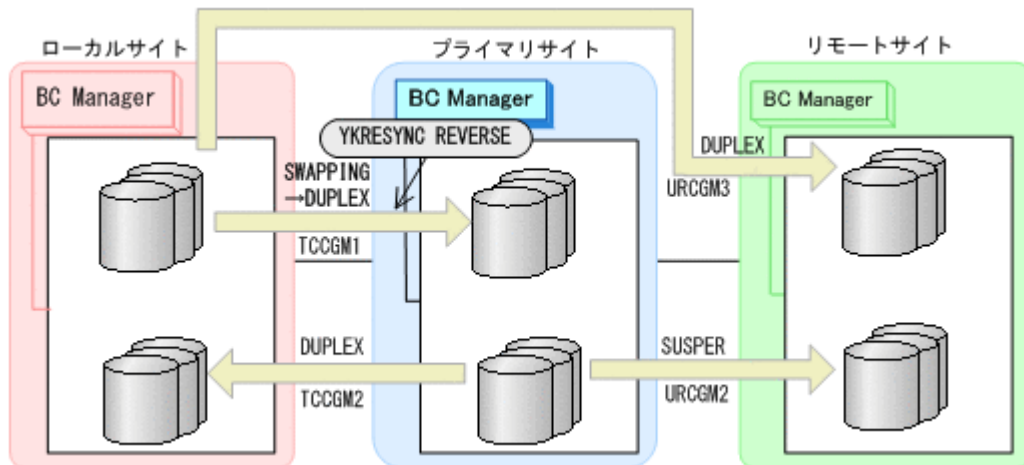 ローカルサイト
プライマリサイト
リモートサイト
BC Manager
BC Manager
BC Manager
YKRESYNC REVERSE
SWAPPING
→DUPLEX
TCCGM1
DUPLEX
URCGM3
DUPLEX
TCCGM2
SUSPER
URCGM2